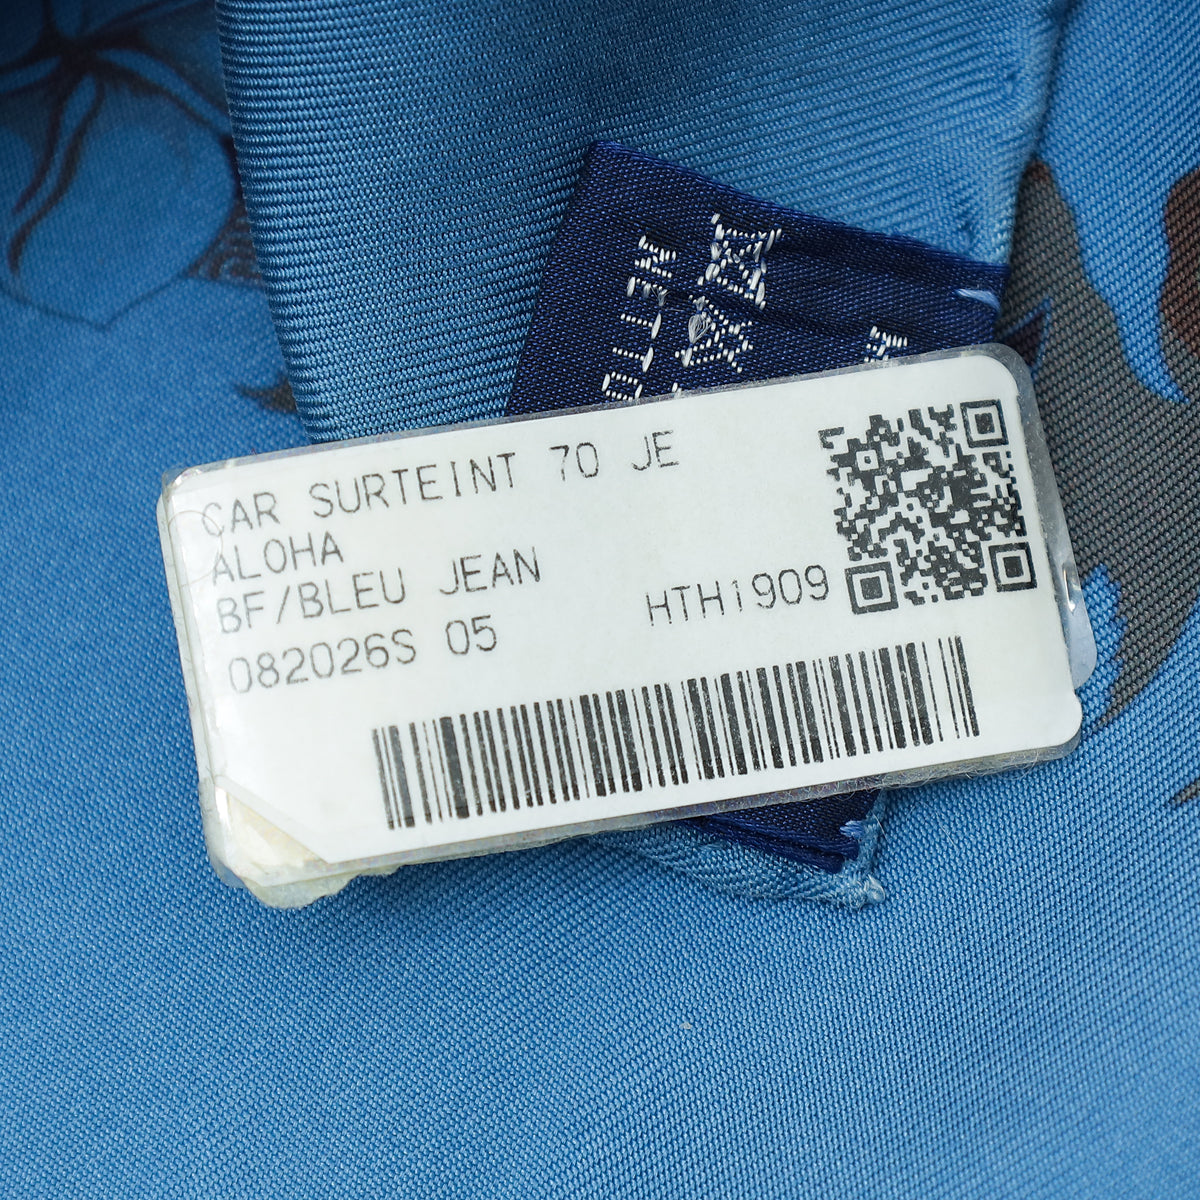 CAR SURTEINT 70 JE
ALOHA
BF/BLEU JEAN
082026S 05
HTH1909